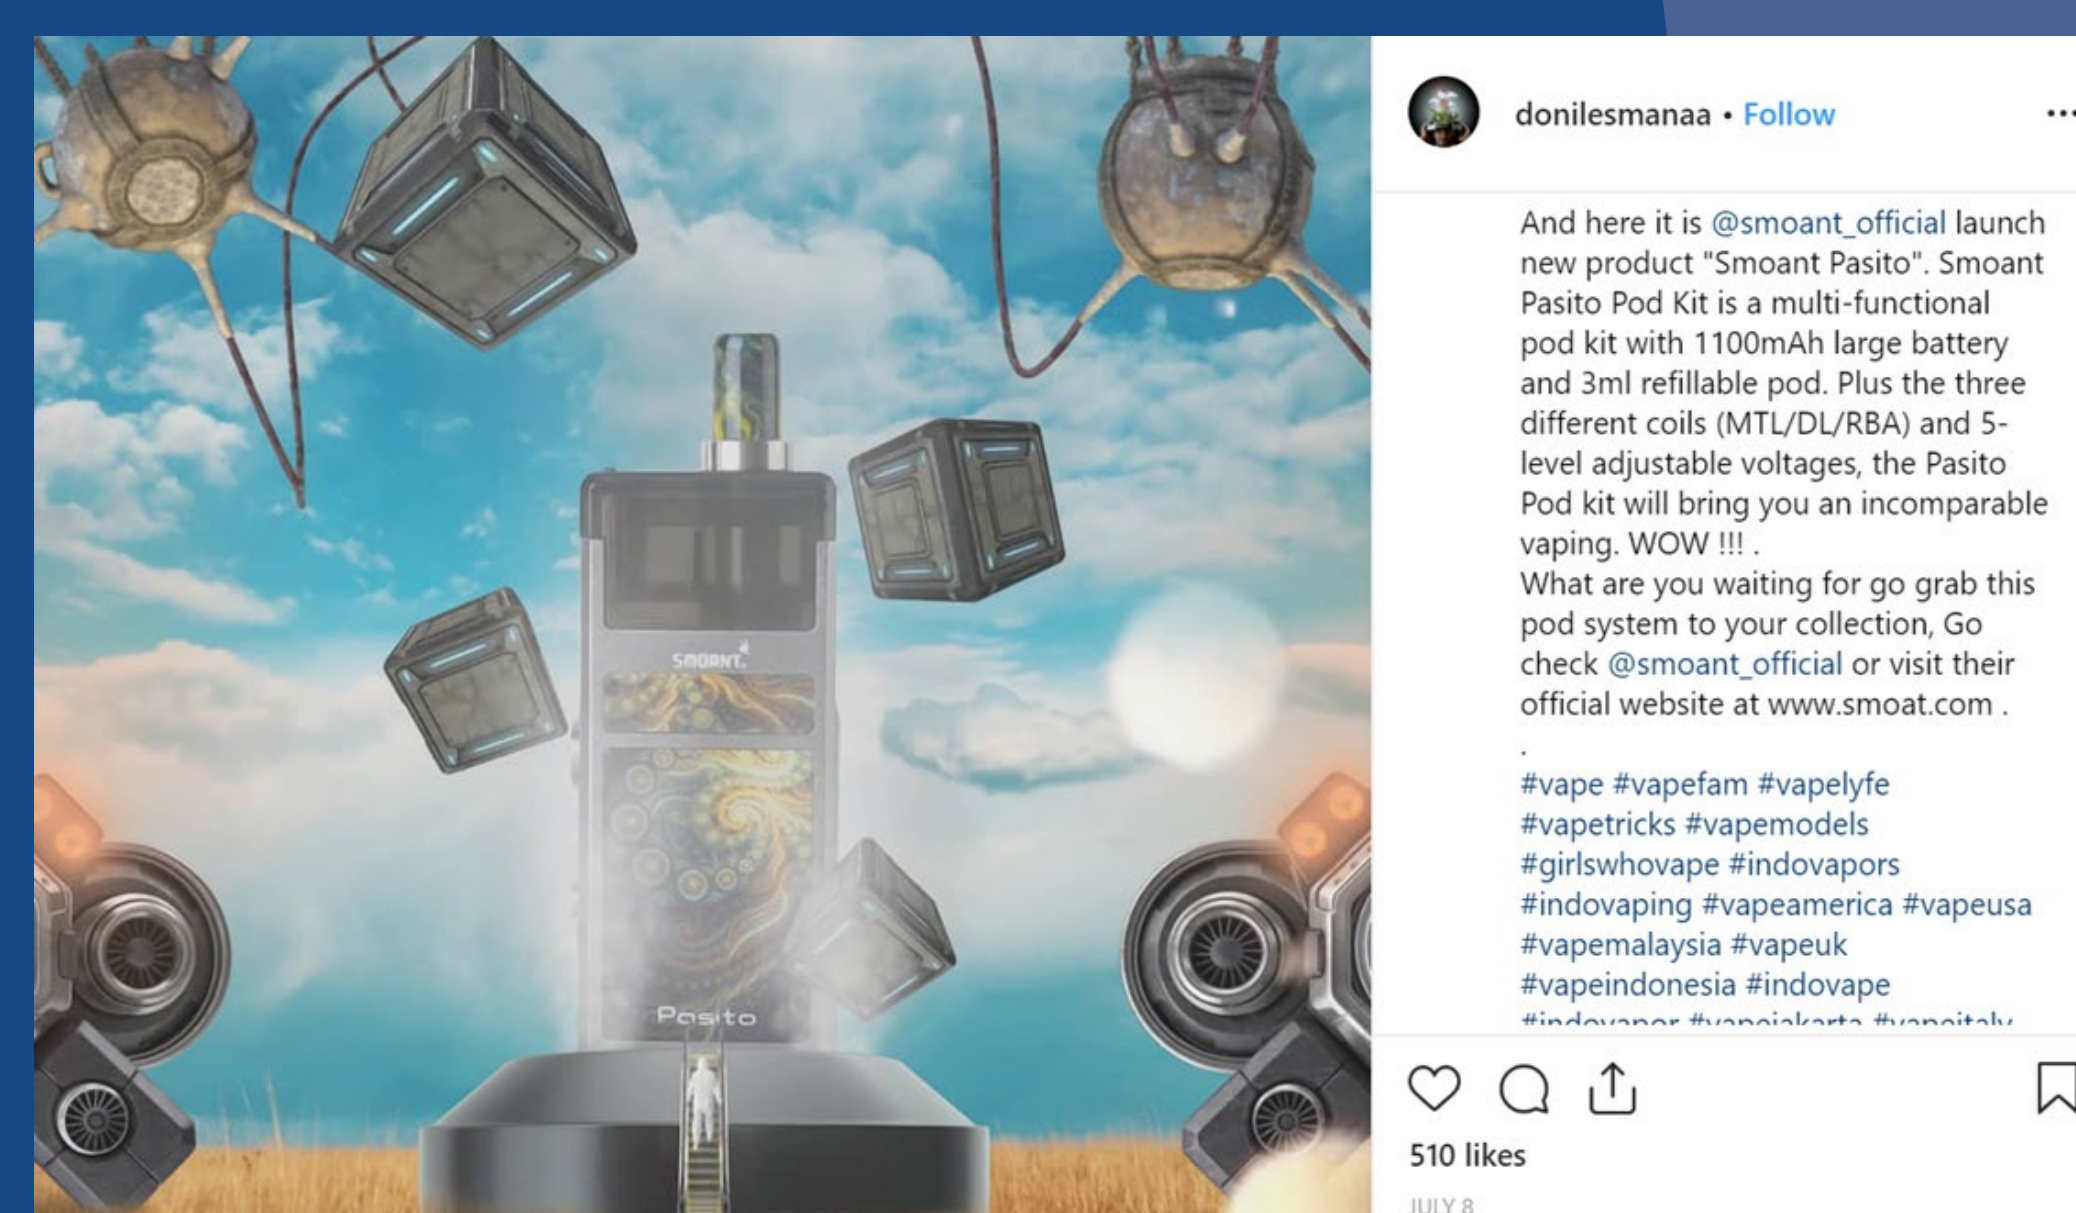 SMOANT
Pasito
donilesmanaa • Follow
And here it is @smoant_official launch
new product "Smoant Pasito". Smoant
Pasito Pod Kit is a multi-functional
pod kit with 1100mAh large battery
and 3ml refillable pod. Plus the three
different coils (MTL/DL/RBA) and 5-
level adjustable voltages, the Pasito
Pod kit will bring you an incomparable
vaping. WOW !!! .
What are you waiting for go grab this
pod system to your collection, Go
check @smoant_official or visit their
official website at www.smoat.com .
.
#vape #vapefam #vapelyfe
#vapetricks #vapemodels
#girlswhovape #indovapors
#indovaping #vapeamerica #vapeusa
#vapemalaysia #vapeuk
#vapeindonesia #indovape
#indovapor #vapejakarta #vapeitaly
510 likes
JULY 8